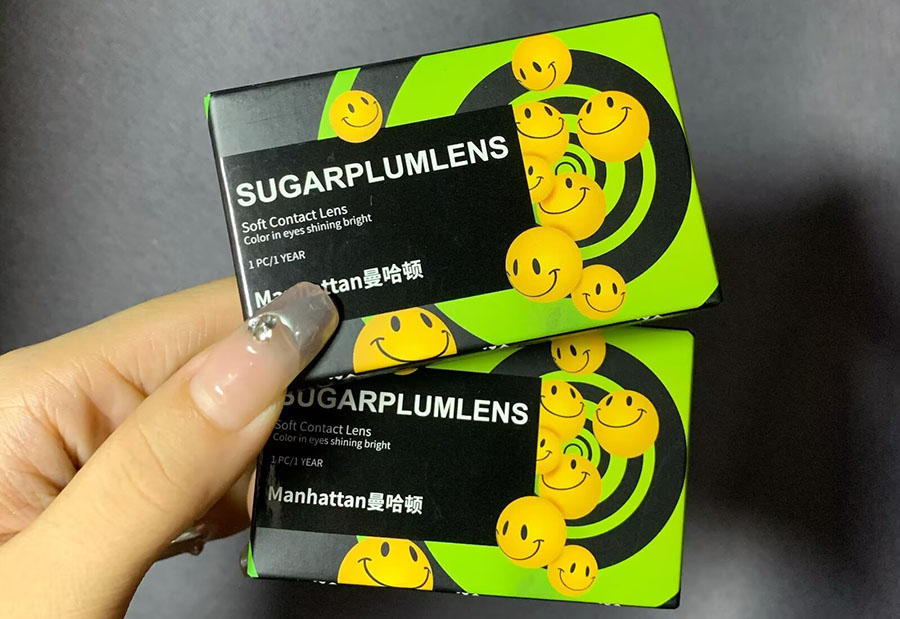 SUGARPLUMLENS
Soft Contact Lens
Color in eyes shining bright
1 PC/1 YEAR
Manhattan曼哈顿
SUGARPLUMLENS
Soft Contact Lens
Color in eyes shining bright
1 PC/1 YEAR
Manhattan曼哈顿